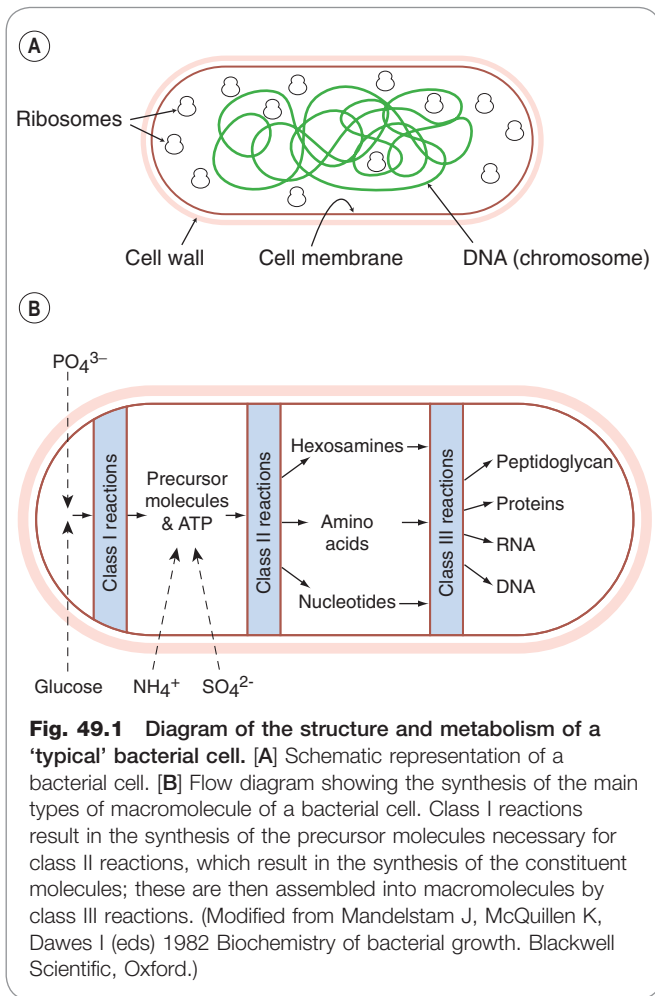 A
Ribosomes
Cell wall
Cell membrane
DNA (chromosome)
B
PO₄³⁻
Class I reactions
Precursor
molecules
& ATP
Class II reactions
Hexosamines
Amino
acids
Nucleotides
Class III reactions
Peptidoglycan
Proteins
RNA
DNA
Glucose
NH₄⁺
SO₄²⁻
Fig. 49.1 Diagram of the structure and metabolism of a
‘typical’ bacterial cell. [A] Schematic representation of a
bacterial cell. [B] Flow diagram showing the synthesis of the main
types of macromolecule of a bacterial cell. Class I reactions
result in the synthesis of the precursor molecules necessary for
class II reactions, which result in the synthesis of the constituent
molecules; these are then assembled into macromolecules by
class III reactions. (Modified from Mandelstam J, McQuillen K,
Dawes I (eds) 1982 Biochemistry of bacterial growth. Blackwell
Scientific, Oxford.)